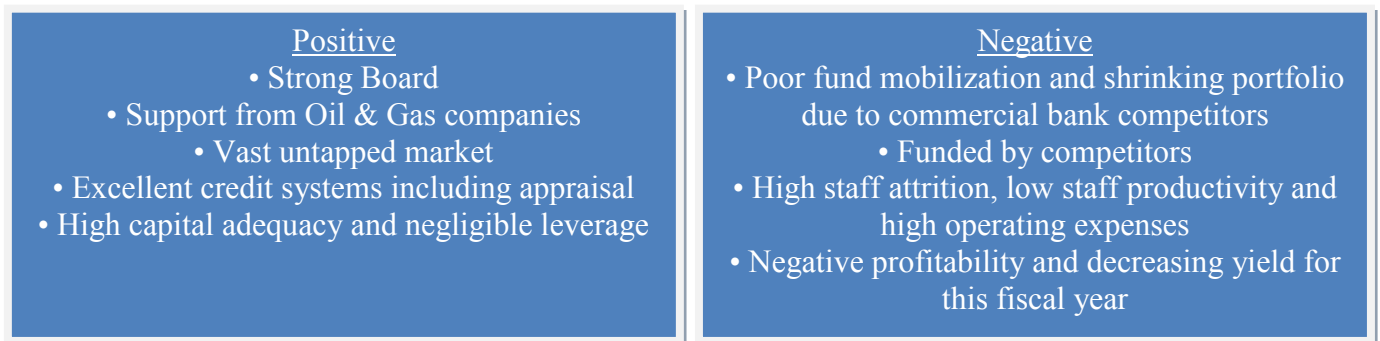 Positive
• Strong Board
• Support from Oil & Gas companies
• Vast untapped market
• Excellent credit systems including appraisal
• High capital adequacy and negligible leverage
Negative
• Poor fund mobilization and shrinking portfolio
due to commercial bank competitors
• Funded by competitors
• High staff attrition, low staff productivity and
high operating expenses
• Negative profitability and decreasing yield for
this fiscal year